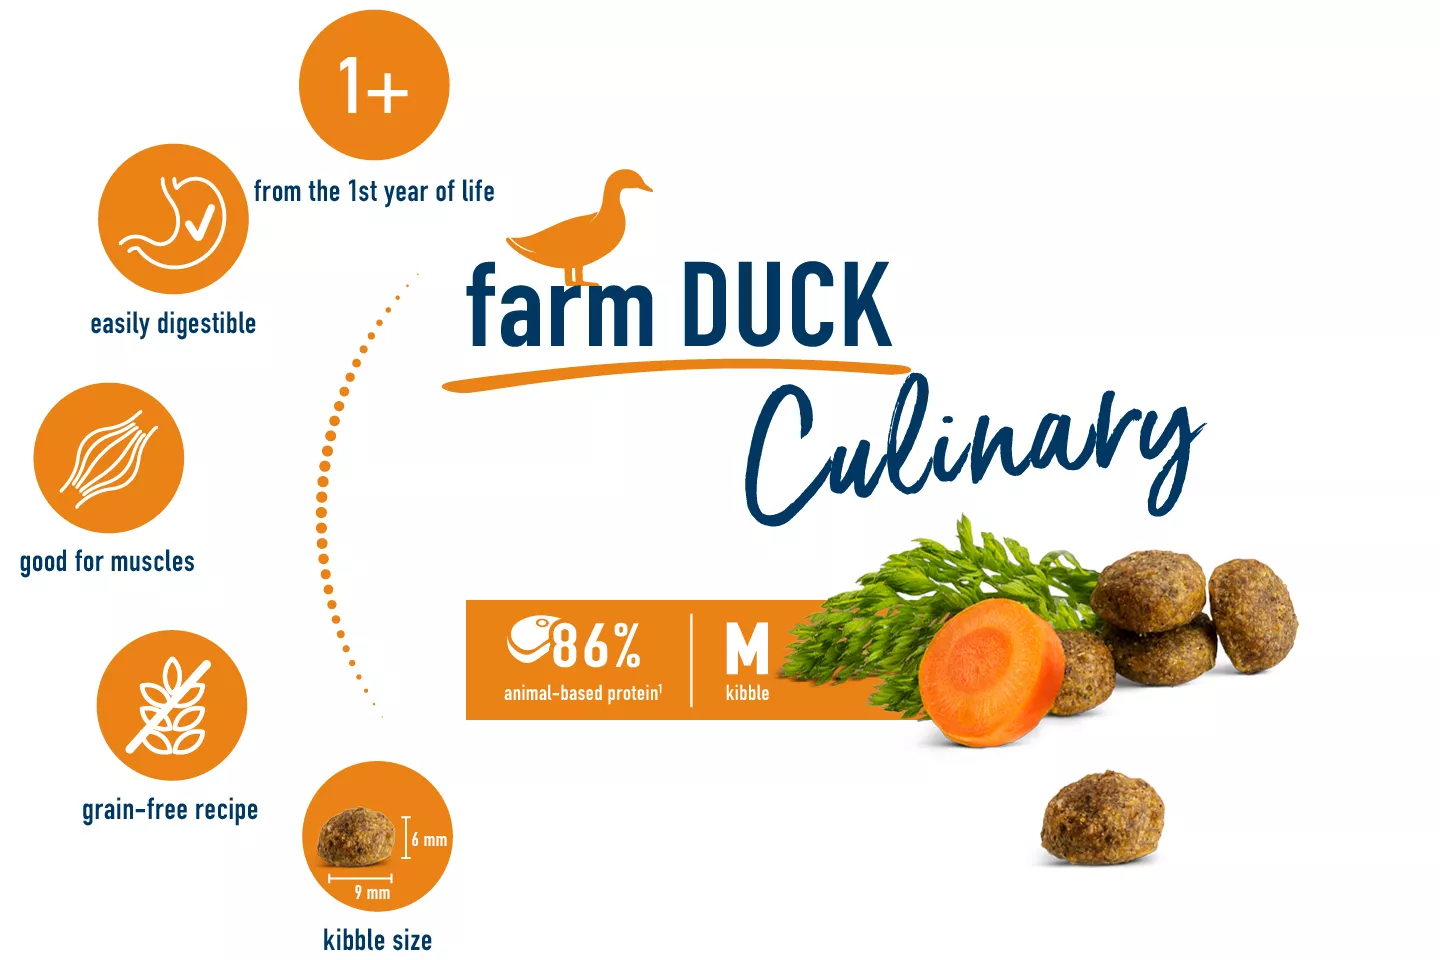 1+
from the 1st year of life
easily digestible
good for muscles
grain-free recipe
6 mm
9 mm
kibble size
farm DUCK
Culinary
86%
animal-based protein¹
M
kibble